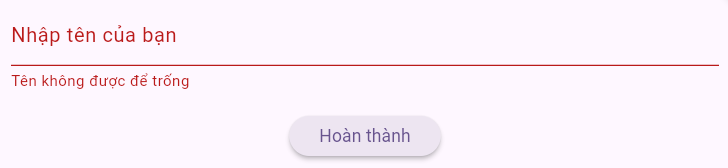 Nhập tên của bạn
Tên không được để trống
Hoàn thành